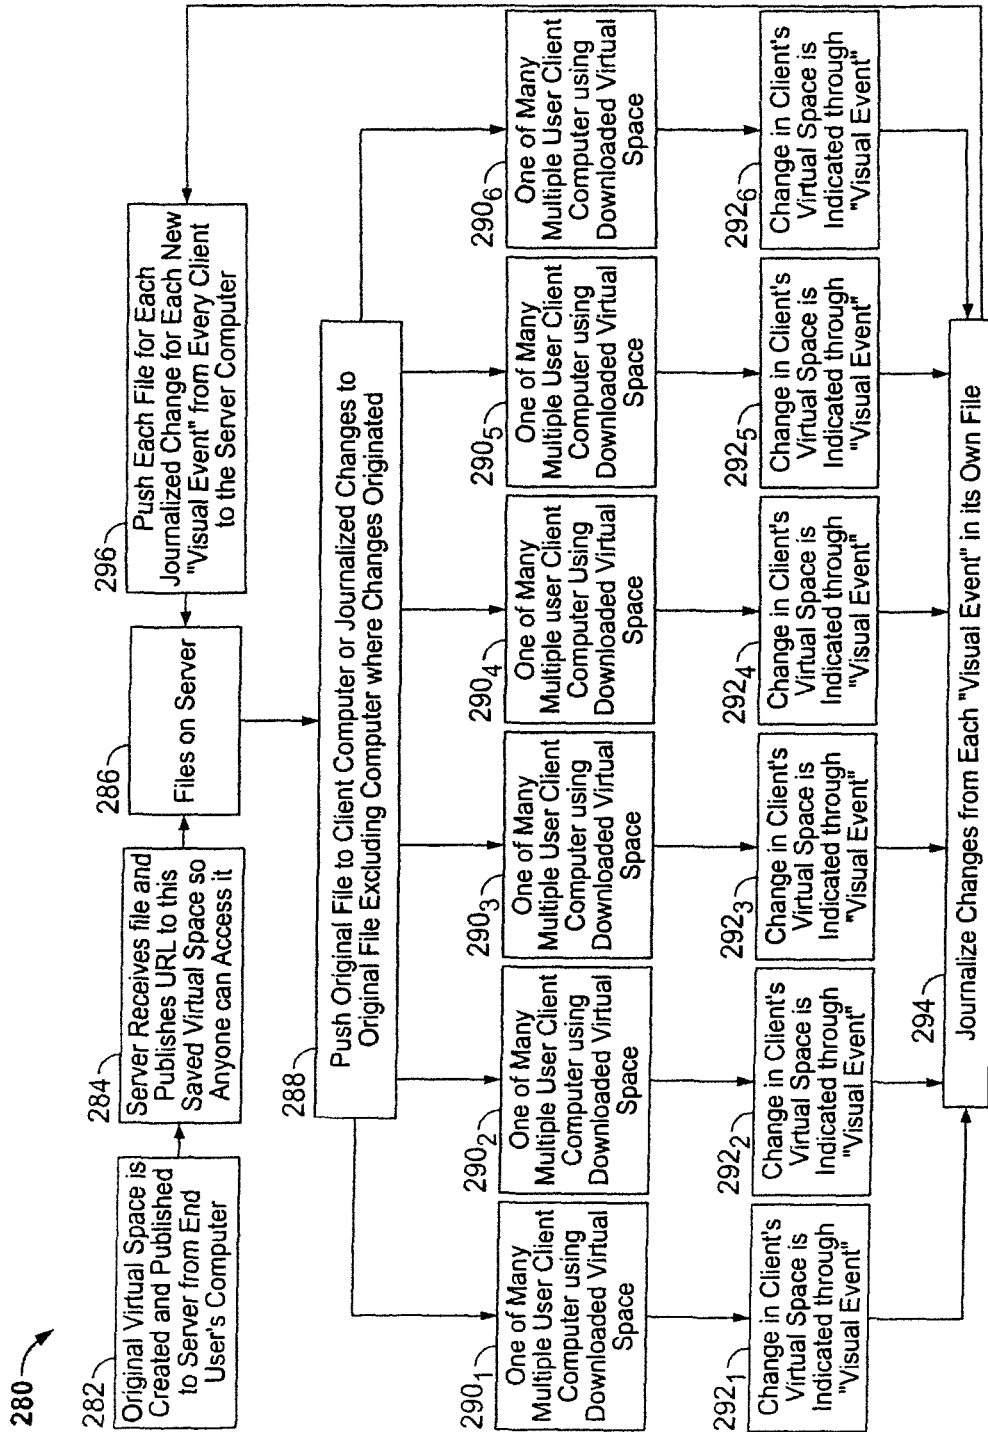 280
282
Original Virtual Space is
Created and Published
to Server from End
User's Computer
284
Server Receives file and
Publishes URL to this
Saved Virtual Space so
Anyone can Access it
286
Files on Server
296
Push Each File for Each
Journalized Change for Each New
"Visual Event" from Every Client
to the Server Computer
288
Push Original File to Client Computer or Journalized Changes to
Original File Excluding Computer where Changes Originated
290₁
One of Many
Multiple User Client
Computer using
Downloaded Virtual
Space
290₂
One of Many
Multiple User Client
Computer using
Downloaded Virtual
Space
290₃
One of Many
Multiple User Client
Computer using
Downloaded Virtual
Space
290₄
One of Many
Multiple user Client
Computer Using
Downloaded Virtual
Space
290₅
One of Many
Multiple User Client
Computer using
Downloaded Virtual
Space
290₆
One of Many
Multiple User Client
Computer using
Downloaded Virtual
Space
292₁
Change in Client's
Virtual Space is
Indicated through
"Visual Event"
292₂
Change in Client's
Virtual Space is
Indicated through
"Visual Event"
292₃
Change in Client's
Virtual Space is
Indicated through
"Visual Event"
292₄
Change in Client's
Virtual Space is
Indicated through
"Visual Event"
292₅
Change in Client's
Virtual Space is
Indicated through
"Visual Event"
292₆
Change in Client's
Virtual Space is
Indicated through
"Visual Event"
294
Journalize Changes from Each "Visual Event" in its Own File